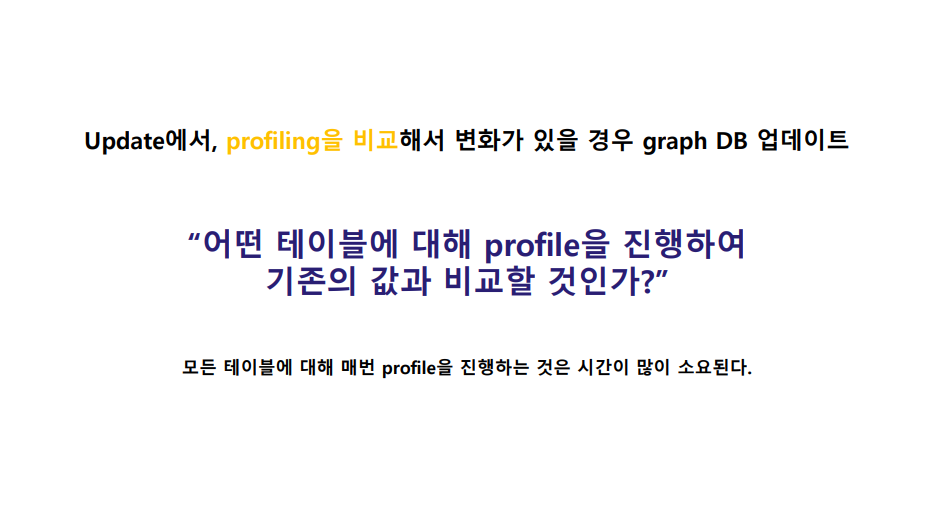 Update에서, profiling을 비교해서 변화가 있을 경우 graph DB 업데이트
“어떤 테이블에 대해 profile을 진행하여
기존의 값과 비교할 것인가?”
모든 테이블에 대해 매번 profile을 진행하는 것은 시간이 많이 소요된다.